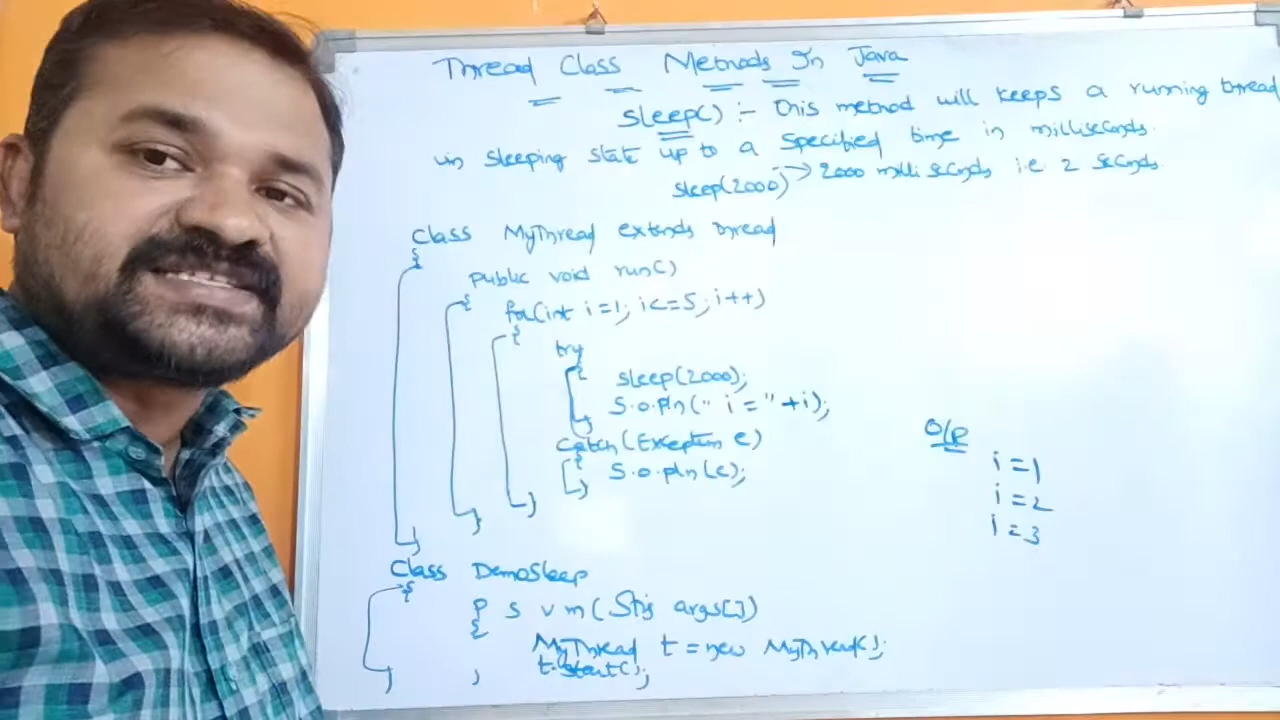 Thread Class Methods In Java
sleep() :- This method will keeps a running thread
in sleeping state up to a specified time in milliseconds.
sleep(2000) → 2000 milli seconds i.e 2 seconds.
Class MyThread extends Thread
{
public void run()
{
for(int i=1; i<=5; i++)
{
try
{
sleep(2000);
S.o.pln(" i = "+i);
}
catch(Exception e)
{
S.o.pln(e);
}
}
}
}
O/P
i=1
i=2
i=3
Class DemoSleep
{
P S v m(String args[])
{
MyThread t = new MyThread();
t.start();
}
}